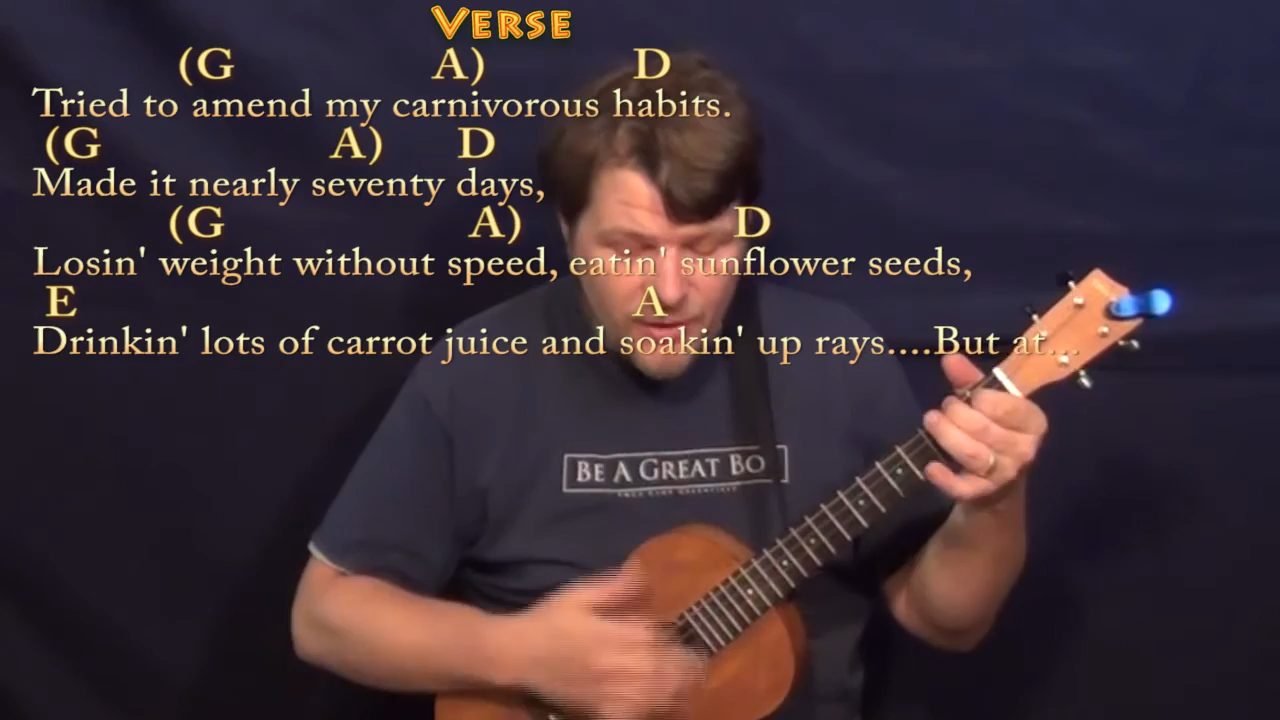 VERSE
(G A) D
Tried to amend my carnivorous habits.
(G A) D
Made it nearly seventy days,
(G A) D
Losin' weight without speed, eatin' sunflower seeds,
E A
Drinkin' lots of carrot juice and soakin' up rays....But at...
BE A GREAT BO